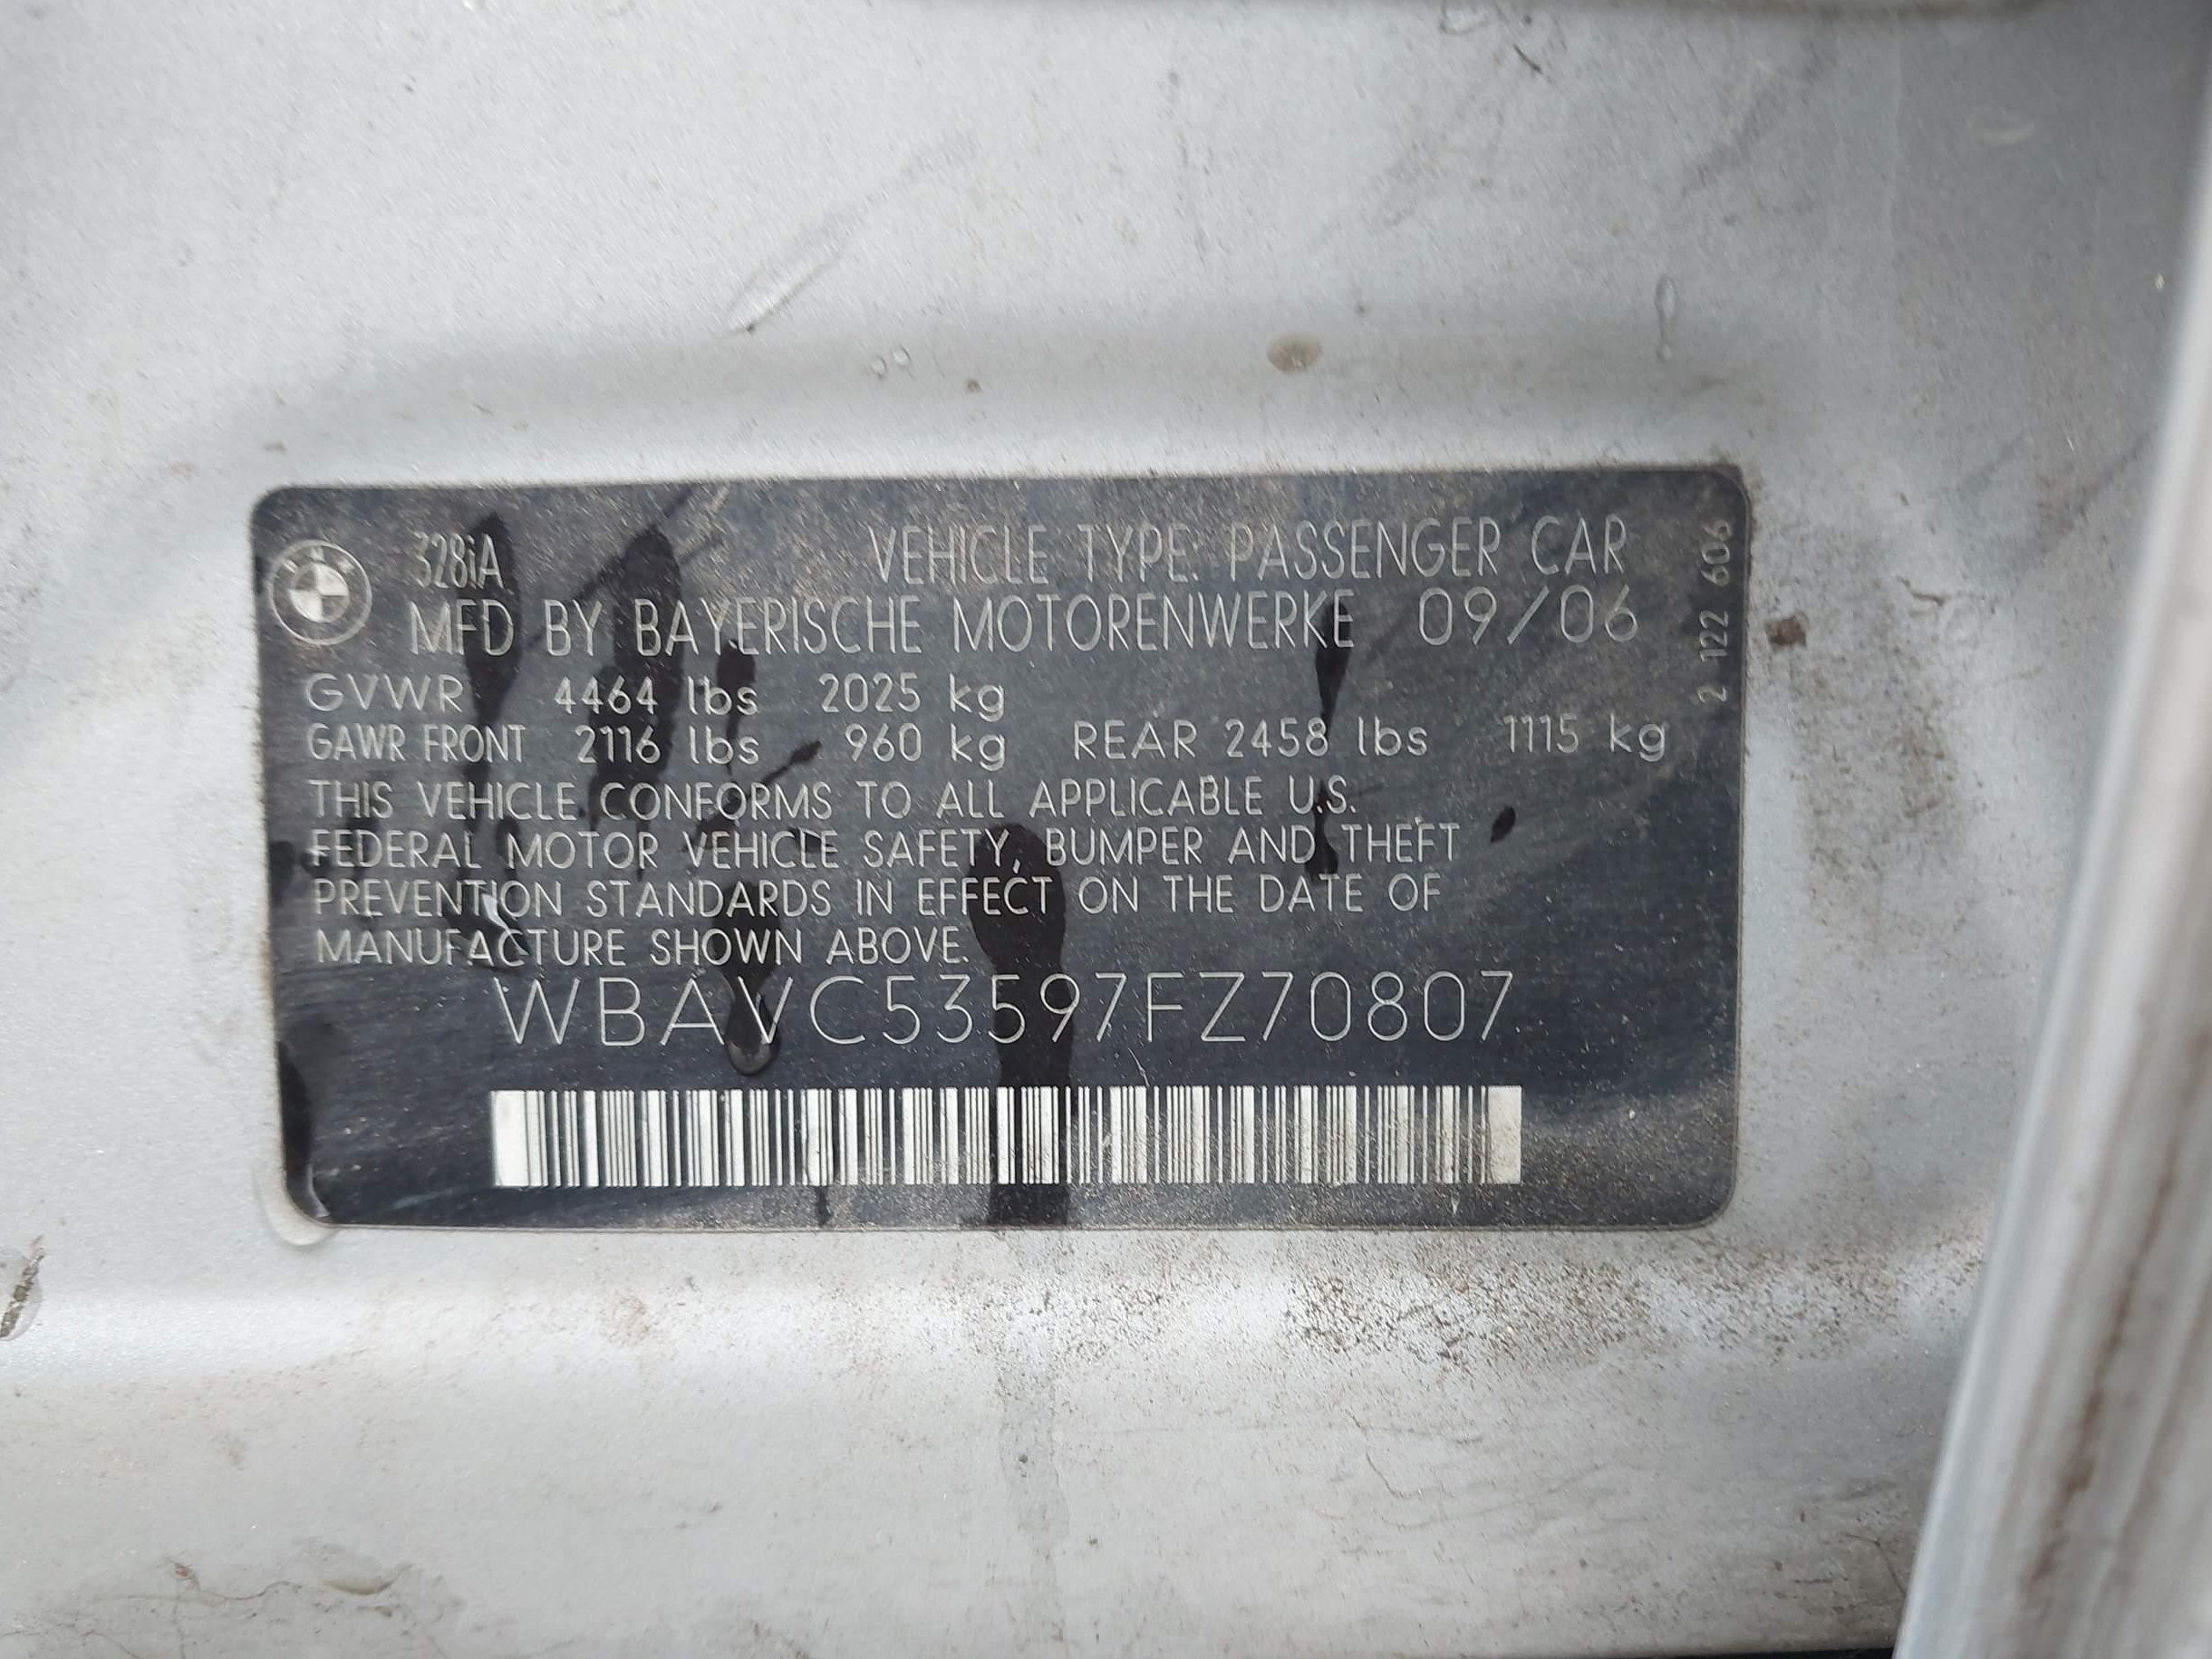 328iA VEHICLE TYPE: PASSENGER CAR
MFD BY BAYERISCHE MOTORENWERKE 09/06
GVWR 4464 lbs 2025 kg
GAWR FRONT 2116 lbs 960 kg REAR 2458 lbs 1115 kg
THIS VEHICLE CONFORMS TO ALL APPLICABLE U.S.
FEDERAL MOTOR VEHICLE SAFETY, BUMPER AND THEFT
PREVENTION STANDARDS IN EFFECT ON THE DATE OF
MANUFACTURE SHOWN ABOVE.
WBAVC53597FZ70807
2 122 606